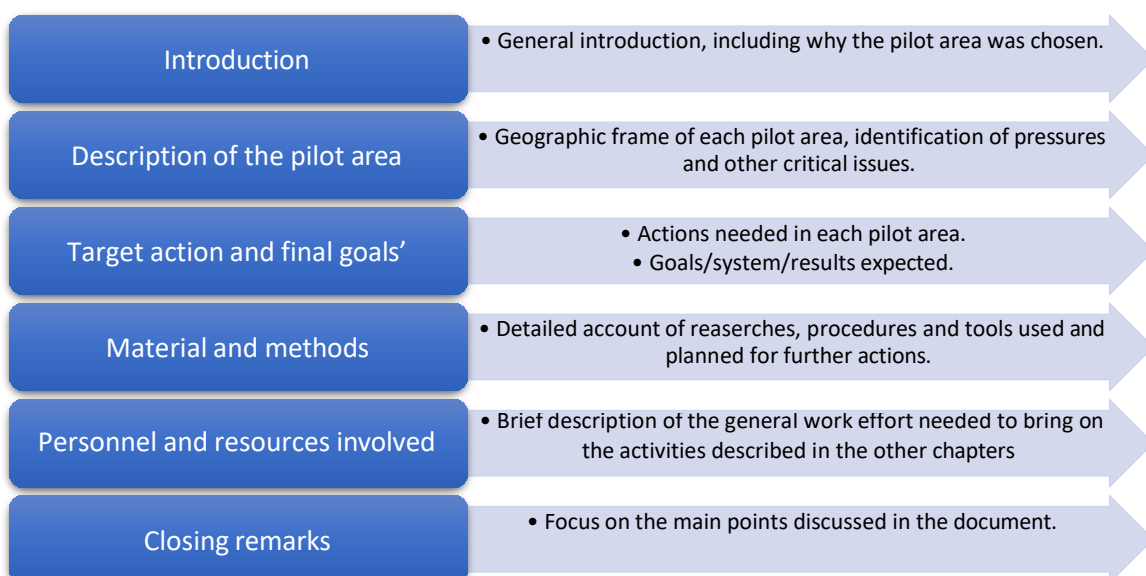 Introduction
• General introduction, including why the pilot area was chosen.
Description of the pilot area
• Geographic frame of each pilot area, identification of pressures
and other critical issues.
Target action and final goals’
• Actions needed in each pilot area.
• Goals/system/results expected.
Material and methods
• Detailed account of reaserches, procedures and tools used and
planned for further actions.
Personnel and resources involved
• Brief description of the general work effort needed to bring on
the activities described in the other chapters
Closing remarks
• Focus on the main points discussed in the document.